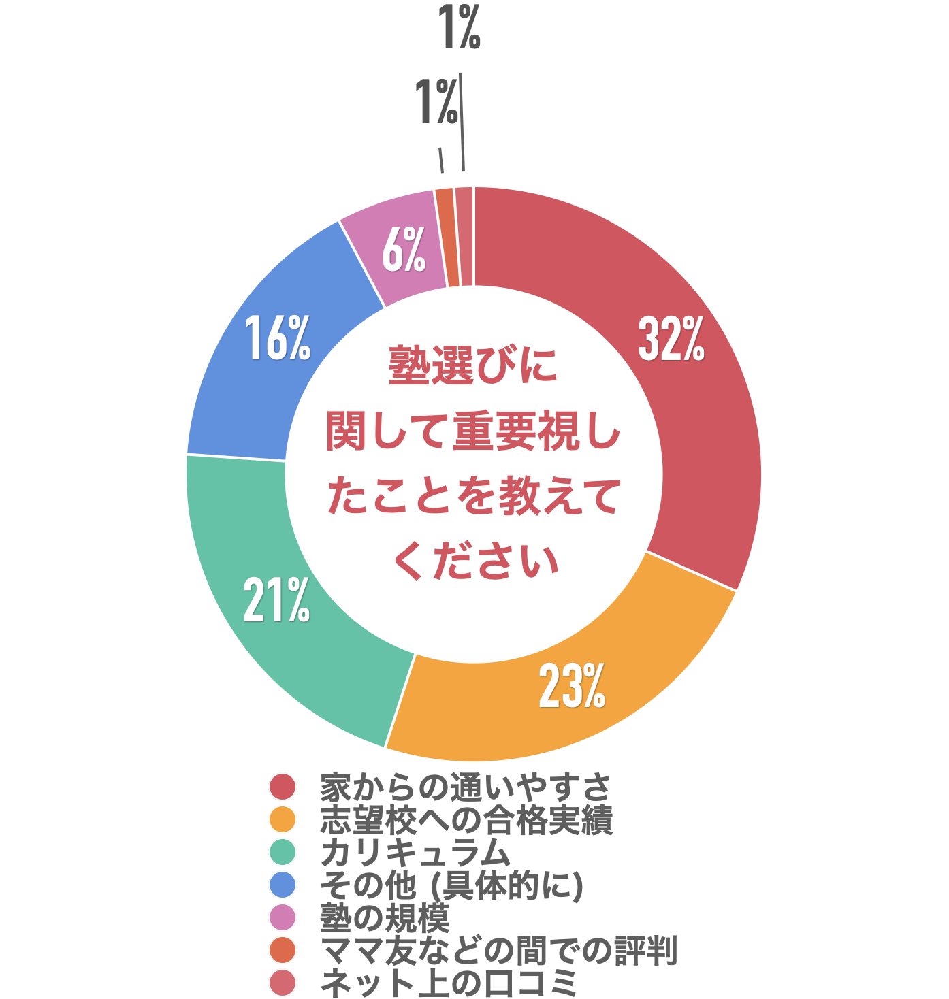 1%
1%
6%
16%
32%
塾選びに
関して重要視し
たことを教えて
ください
21%
23%
家からの通いやすさ
志望校への合格実績
カリキュラム
その他 (具体的に)
塾の規模
ママ友などの間での評判
ネット上の口コミ